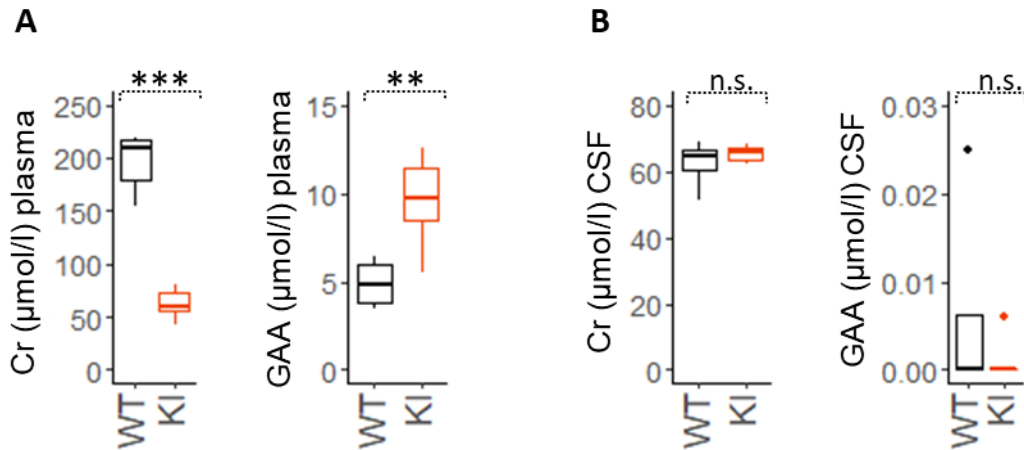 A
B
***
Cr (µmol/l) plasma
250
200
150
100
50
0
WT
KI
**
GAA (µmol/l) plasma
15
10
5
0
WT
KI
n.s.
Cr (µmol/l) CSF
80
60
40
20
0
WT
KI
n.s.
GAA (µmol/l) CSF
0.03
0.02
0.01
0.00
WT
KI